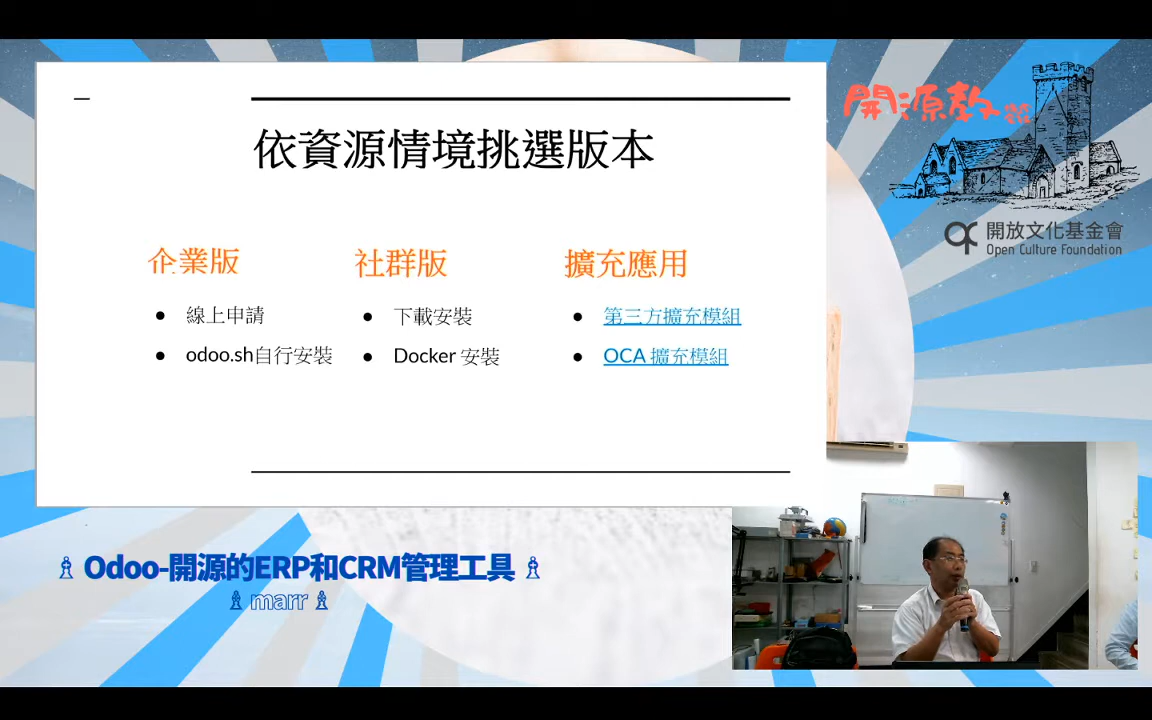 依資源情境挑選版本
企業版
線上申請
odoo.sh自行安裝
社群版
下載安裝
Docker 安裝
擴充應用
第三方擴充模組
OCA 擴充模組
開源教
開放文化基金會
Open Culture Foundation
Odoo-開源的ERP和CRM管理工具
marr